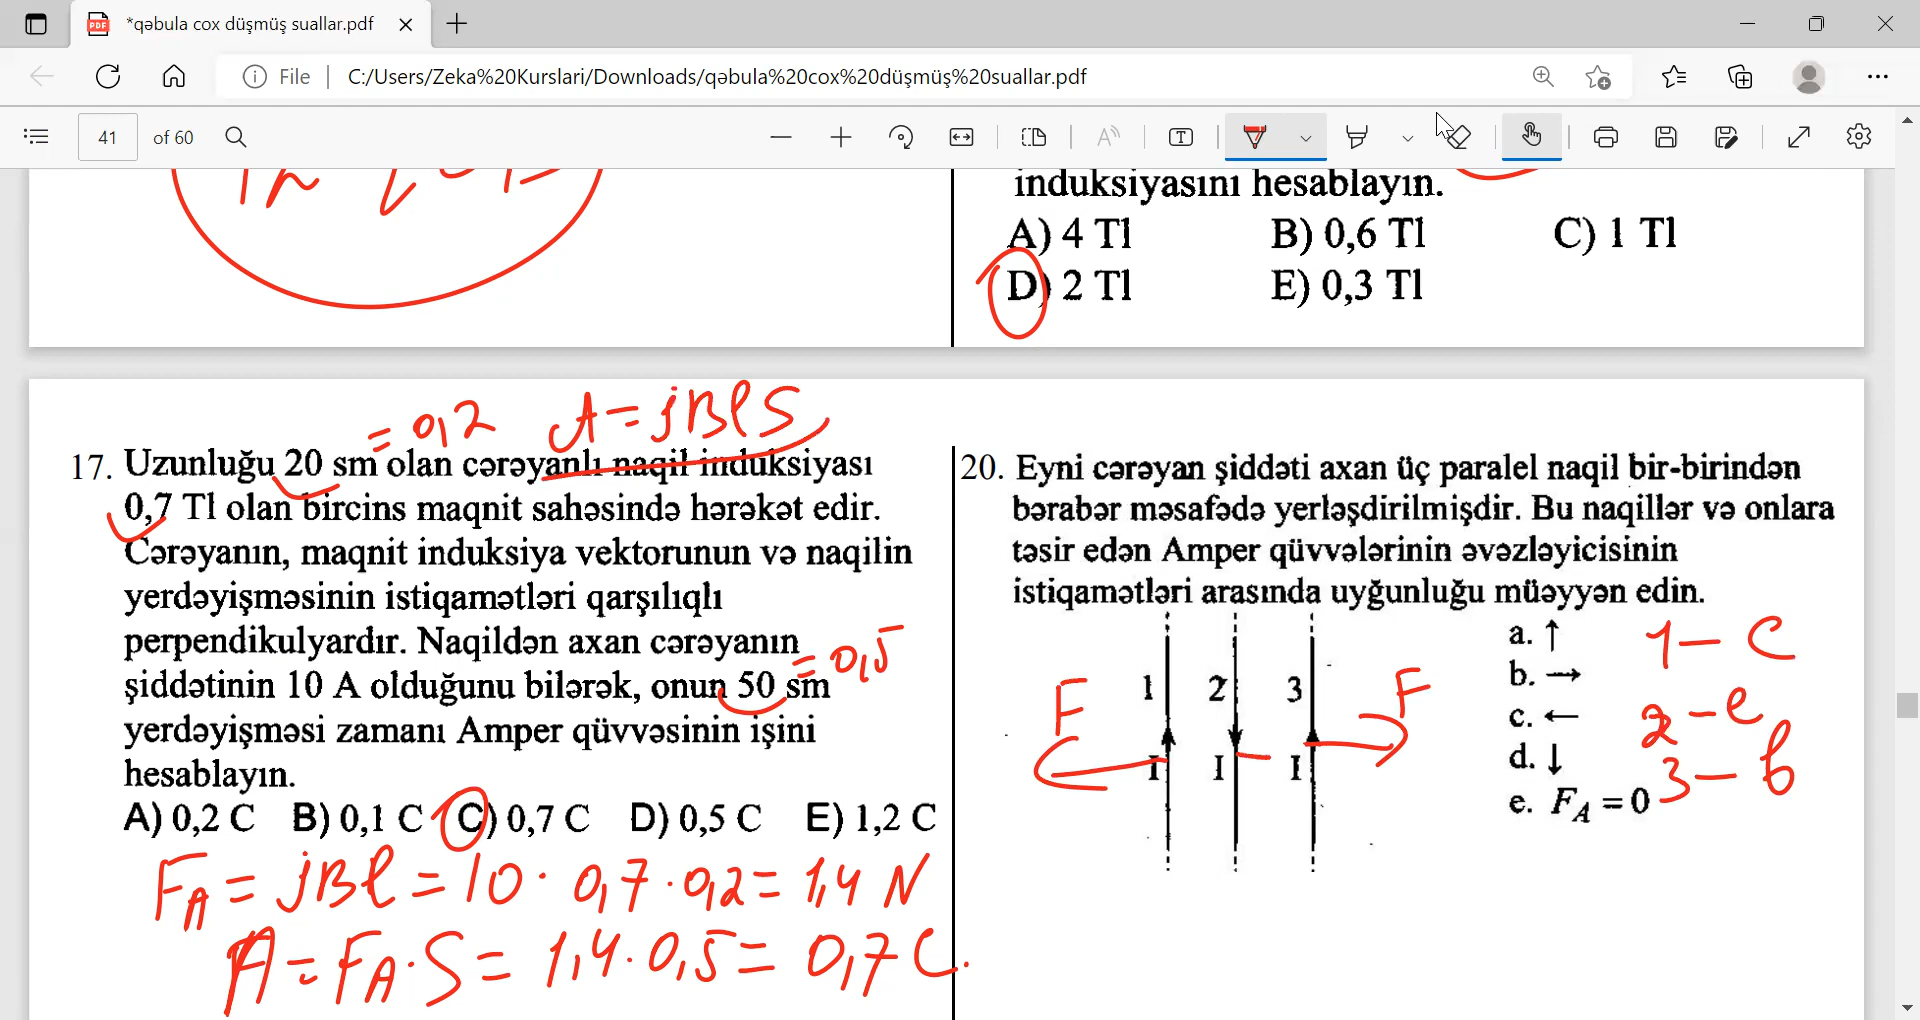 *qəbula cox düşmüş suallar.pdf
File
C:/Users/Zeka%20Kurslari/Downloads/qəbula%20cox%20düşmüş%20suallar.pdf
41 of 60
induksiyasını hesablayın.
A) 4 Tl B) 0,6 Tl C) 1 Tl
D) 2 Tl E) 0,3 Tl
= 0,2 A = jBlS
17. Uzunluğu 20 sm olan cərəyanlı naqil induksiyası
0,7 Tl olan bircins maqnit sahəsində hərəkət edir.
Cərəyanın, maqnit induksiya vektorunun və naqilin
yerdəyişməsinin istiqamətləri qarşılıqlı
perpendikulyardır. Naqildən axan cərəyanın
= 0,5
şiddətinin 10 A olduğunu bilərək, onun 50 sm
yerdəyişməsi zamanı Amper qüvvəsinin işini
hesablayın.
A) 0,2 C B) 0,1 C C) 0,7 C D) 0,5 C E) 1,2 C
FA = jBl = 10 · 0,7 · 0,2 = 1,4 N
A = FA · S = 1,4 · 0,5 = 0,7 C.
20. Eyni cərəyan şiddəti axan üç paralel naqil bir-birindən
bərabər məsafədə yerləşdirilmişdir. Bu naqillər və onlara
təsir edən Amper qüvvələrinin əvəzləyicisinin
istiqamətləri arasında uyğunluğu müəyyən edin.
1 2 3
F F
I I I
a. ↑
b. →
c. ←
d. ↓
e. FA = 0
1 – c
2 – e
3 – b